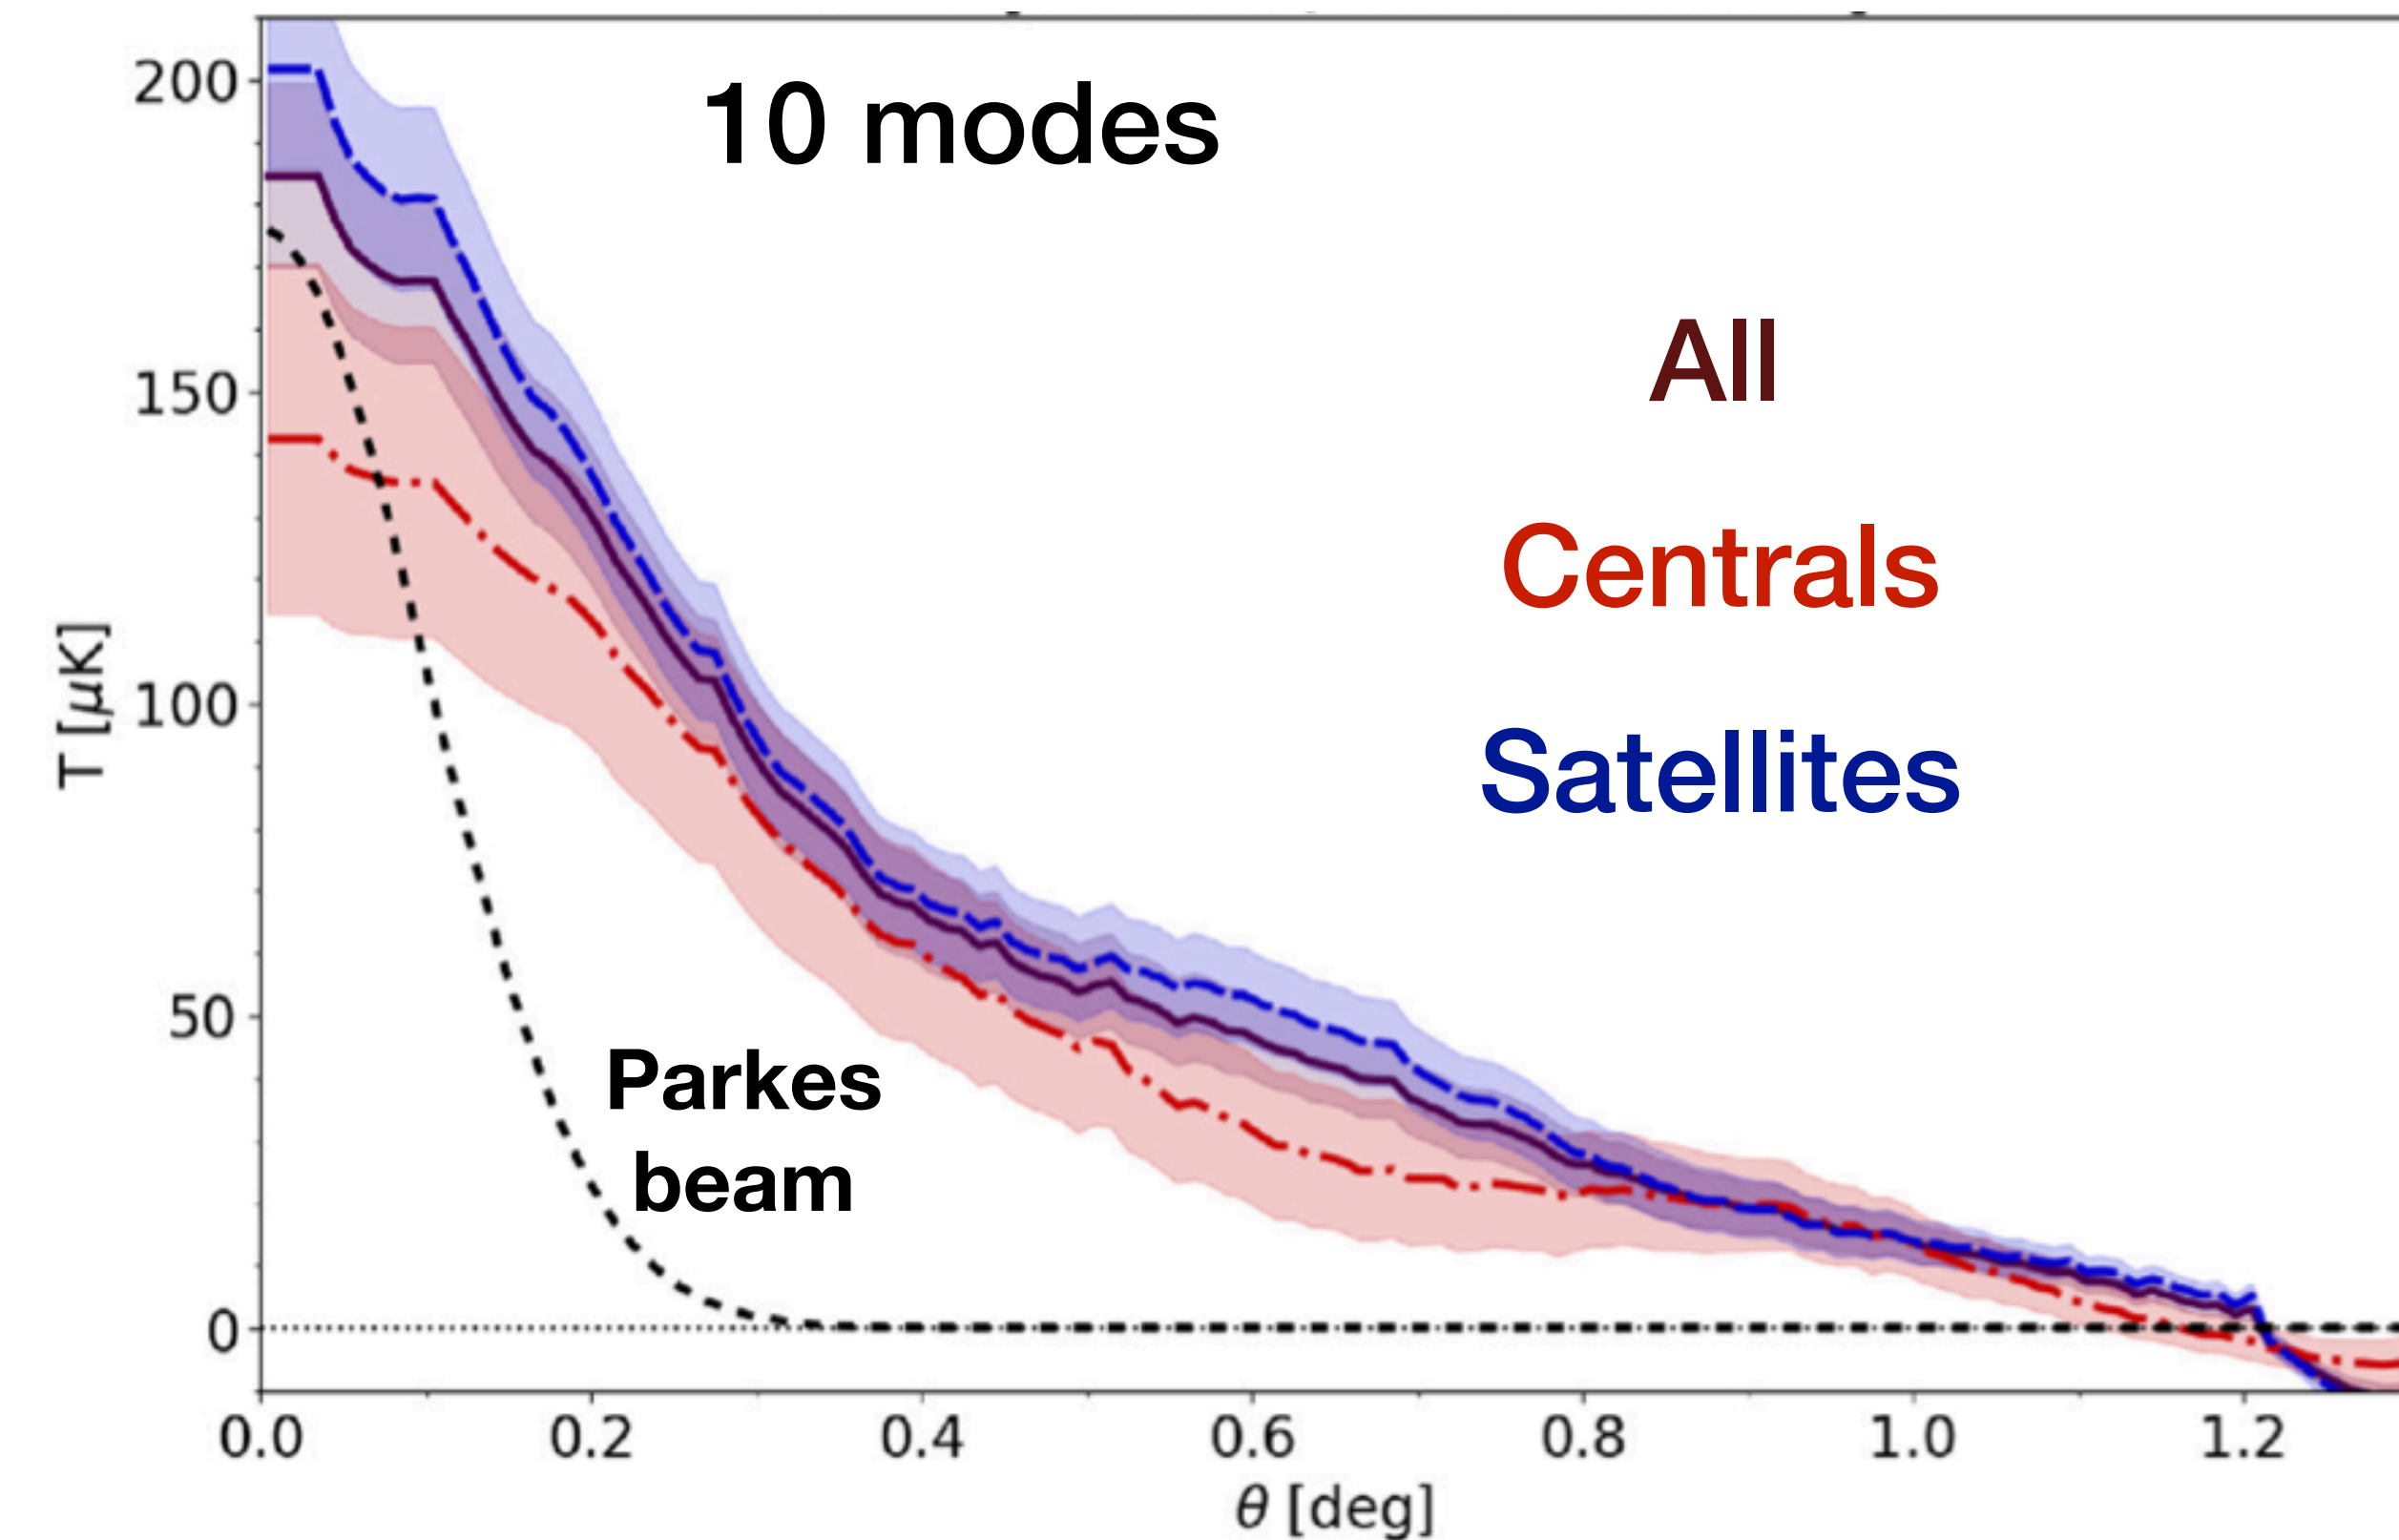 10 modes
All
Centrals
Satellites
Parkes
beam
T [μK]
200
150
100
50
0
0.0 0.2 0.4 0.6 0.8 1.0 1.2
θ [deg]